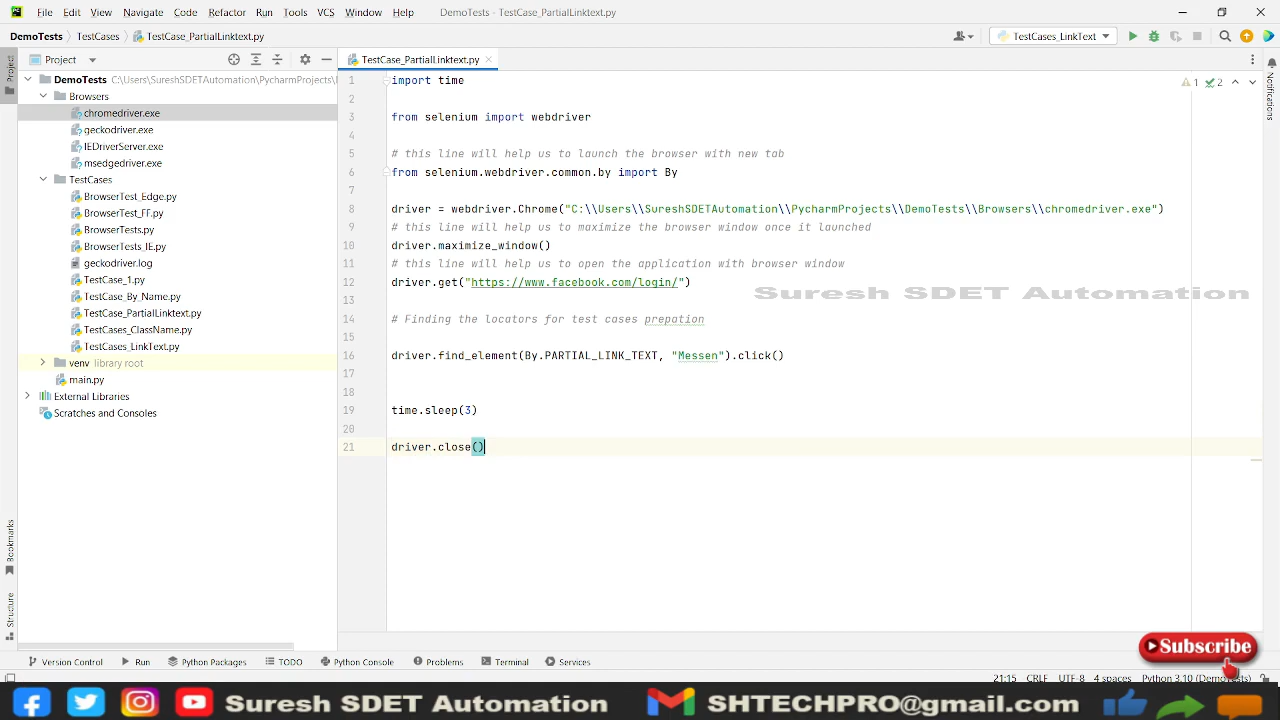 File Edit View Navigate Code Refactor Run Tools VCS Window Help DemoTests - TestCase_PartialLinktext.py
DemoTests TestCases TestCase_PartialLinktext.py TestCases_LinkText
Project TestCase_PartialLinktext.py
Project
DemoTests C:\Users\SureshSDETAutomation\PycharmProjects\
Browsers
chromedriver.exe
geckodriver.exe
IEDriverServer.exe
msedgedriver.exe
TestCases
BrowserTest_Edge.py
BrowserTest_FF.py
BrowserTests.py
BrowserTests_IE.py
geckodriver.log
TestCase_1.py
TestCase_By_Name.py
TestCase_PartialLinktext.py
TestCases_ClassName.py
TestCases_LinkText.py
venv library root
main.py
External Libraries
Scratches and Consoles
1 import time
2
3 from selenium import webdriver
4
5 # this line will help us to launch the browser with new tab
6 from selenium.webdriver.common.by import By
7
8 driver = webdriver.Chrome("C:\\Users\\SureshSDETAutomation\\PycharmProjects\\DemoTests\\Browsers\\chromedriver.exe")
9 # this line will help us to maximize the browser window once it launched
10 driver.maximize_window()
11 # this line will help us to open the application with browser window
12 driver.get("https://www.facebook.com/login/")
13
14 # Finding the locators for test cases prepation
15
16 driver.find_element(By.PARTIAL_LINK_TEXT, "Messen").click()
17
18
19 time.sleep(3)
20
21 driver.close()
1 2
Notifications
Suresh SDET Automation
Bookmarks
Structure
Subscribe
Version Control Run Python Packages TODO Python Console Problems Terminal Services
21:15 CRLF UTF-8 4 spaces Python 3.10 (DemoTests)
Suresh SDET Automation SHTECHPRO@gmail.com